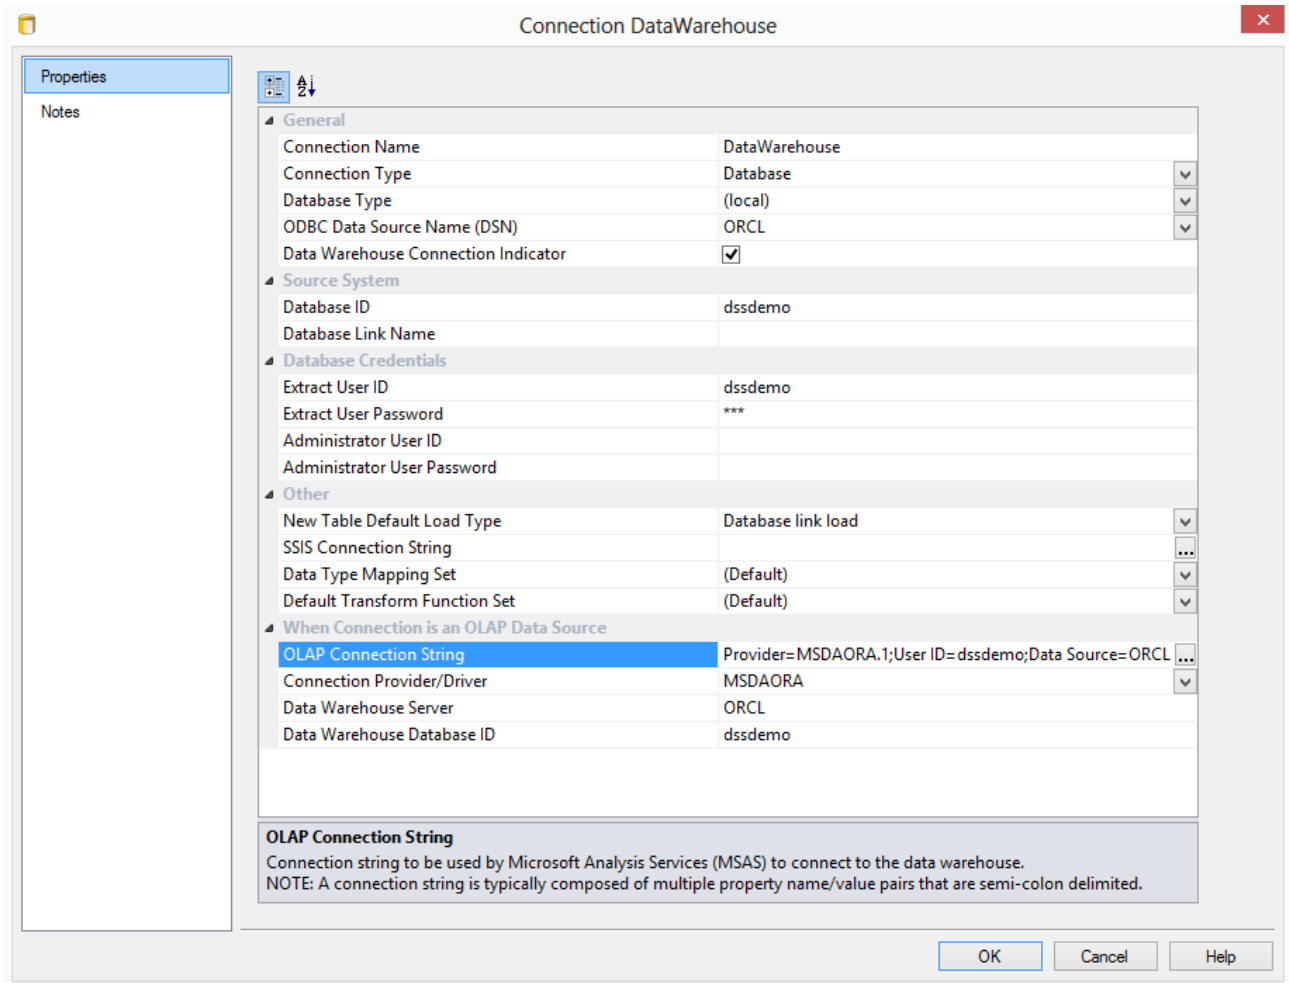 Connection DataWarehouse
Properties
Notes
General
Connection Name DataWarehouse
Connection Type Database
Database Type (local)
ODBC Data Source Name (DSN) ORCL
Data Warehouse Connection Indicator
Source System
Database ID dssdemo
Database Link Name
Database Credentials
Extract User ID dssdemo
Extract User Password ***
Administrator User ID
Administrator User Password
Other
New Table Default Load Type Database link load
SSIS Connection String ...
Data Type Mapping Set (Default)
Default Transform Function Set (Default)
When Connection is an OLAP Data Source
OLAP Connection String Provider=MSDAORA.1;User ID=dssdemo;Data Source=ORCL ...
Connection Provider/Driver MSDAORA
Data Warehouse Server ORCL
Data Warehouse Database ID dssdemo
OLAP Connection String
Connection string to be used by Microsoft Analysis Services (MSAS) to connect to the data warehouse.
NOTE: A connection string is typically composed of multiple property name/value pairs that are semi-colon delimited.
OK Cancel Help